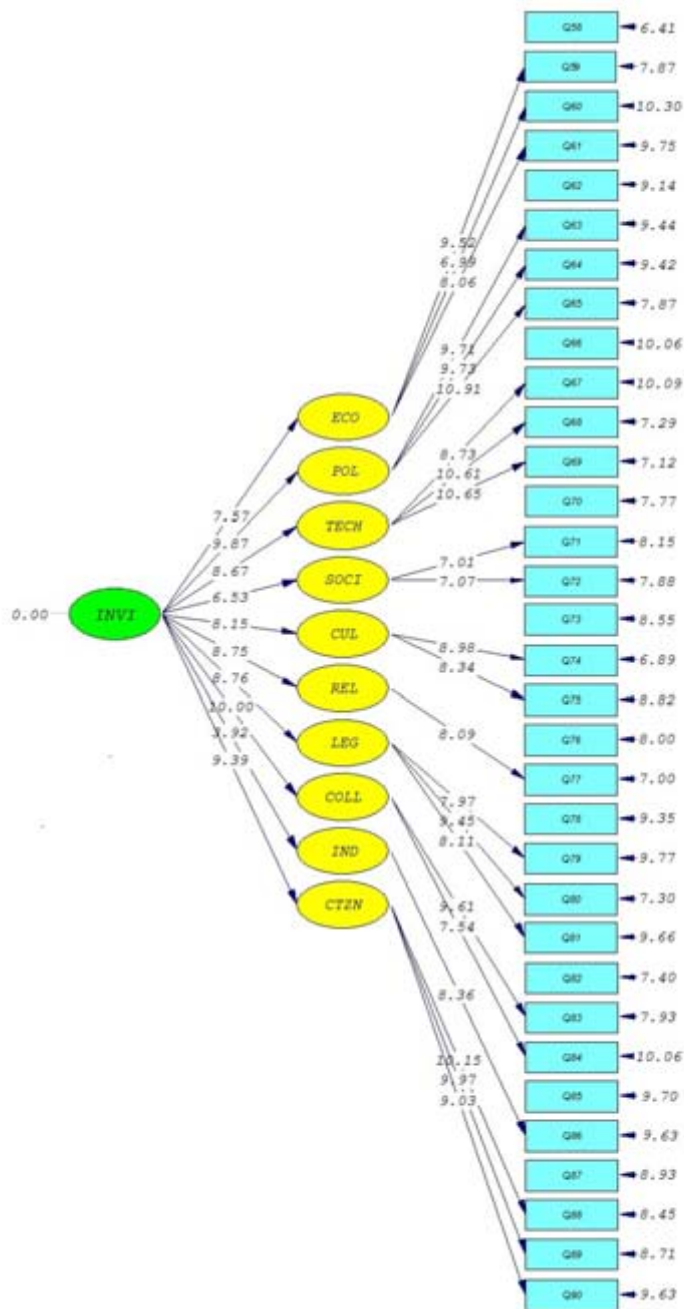 Q58 6.41
Q59 7.87
Q60 10.30
Q61 9.75
Q62 9.14
9.52
Q63 9.44
6.99
Q64 9.42
8.06
Q65 7.87
9.71
Q66 10.06
9.73
Q67 10.09
10.91
ECO
Q68 7.29
8.73
Q69 7.12
POL
10.61
10.65
Q70 7.77
7.57
TECH
Q71 8.15
9.87
7.01
8.67
SOCI
7.07
Q72 7.88
6.53
0.00 INVI
Q73 8.55
8.15
CUL
8.98
Q74 6.89
8.75
8.34
REL
Q75 8.82
8.76
8.09
Q76 8.00
10.00
LEG
Q77 7.00
3.92
9.39
COLL
7.97
Q78 9.35
9.45
8.11
Q79 9.77
IND
Q80 7.30
CTZN
9.61
Q81 9.66
7.54
Q82 7.40
8.36
Q83 7.93
10.15
Q84 10.06
9.97
9.03
Q85 9.70
Q86 9.63
Q87 8.93
Q88 8.45
Q89 8.71
Q90 9.63